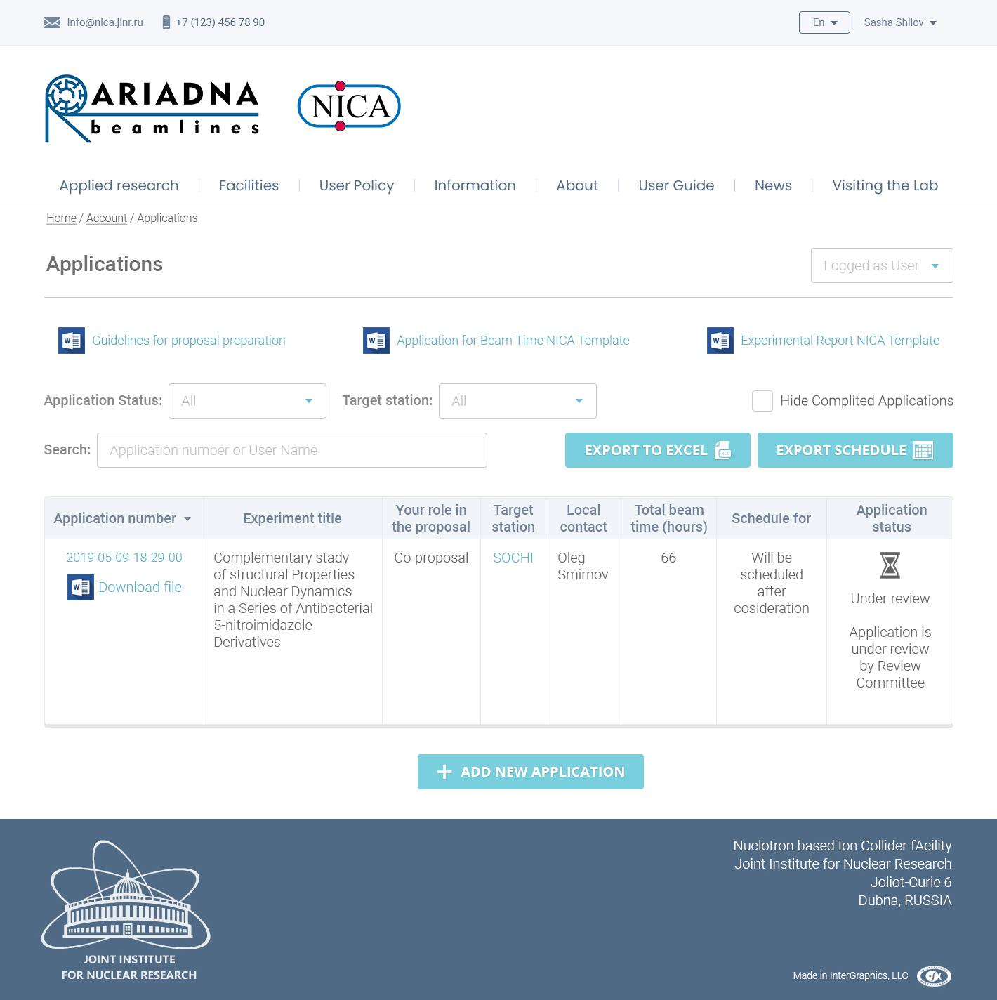 info@nica.jinr.ru
+7 (123) 456 78 90
En
Sasha Shilov
ARIADNA
beamlines
NICA
Applied research
Facilities
User Policy
Information
About
User Guide
News
Visiting the Lab
Home / Account / Applications
Applications
Logged as User
Guidelines for proposal preparation
Application for Beam Time NICA Template
Experimental Report NICA Template
Application Status:
All
Target station:
All
Hide Complited Applications
Search:
Application number or User Name
EXPORT TO EXCEL
XLS
EXPORT SCHEDULE
Application number
Experiment title
Your role in
the proposal
Target
station
Local
contact
Total beam
time (hours)
Schedule for
Application
status
2019-05-09-18-29-00
Download file
Complementary stady
of structural Properties
and Nuclear Dynamics
in a Series of Antibacterial
5-nitroimidazole
Derivatives
Co-proposal
SOCHI
Oleg
Smirnov
66
Will be
scheduled
after
cosideration
Under review
Application is
under review
by Review
Committee
ADD NEW APPLICATION
JOINT INSTITUTE
FOR NUCLEAR RESEARCH
Nuclotron based Ion Collider fAcility
Joint Institute for Nuclear Research
Joliot-Curie 6
Dubna, RUSSIA
Made in InterGraphics, LLC